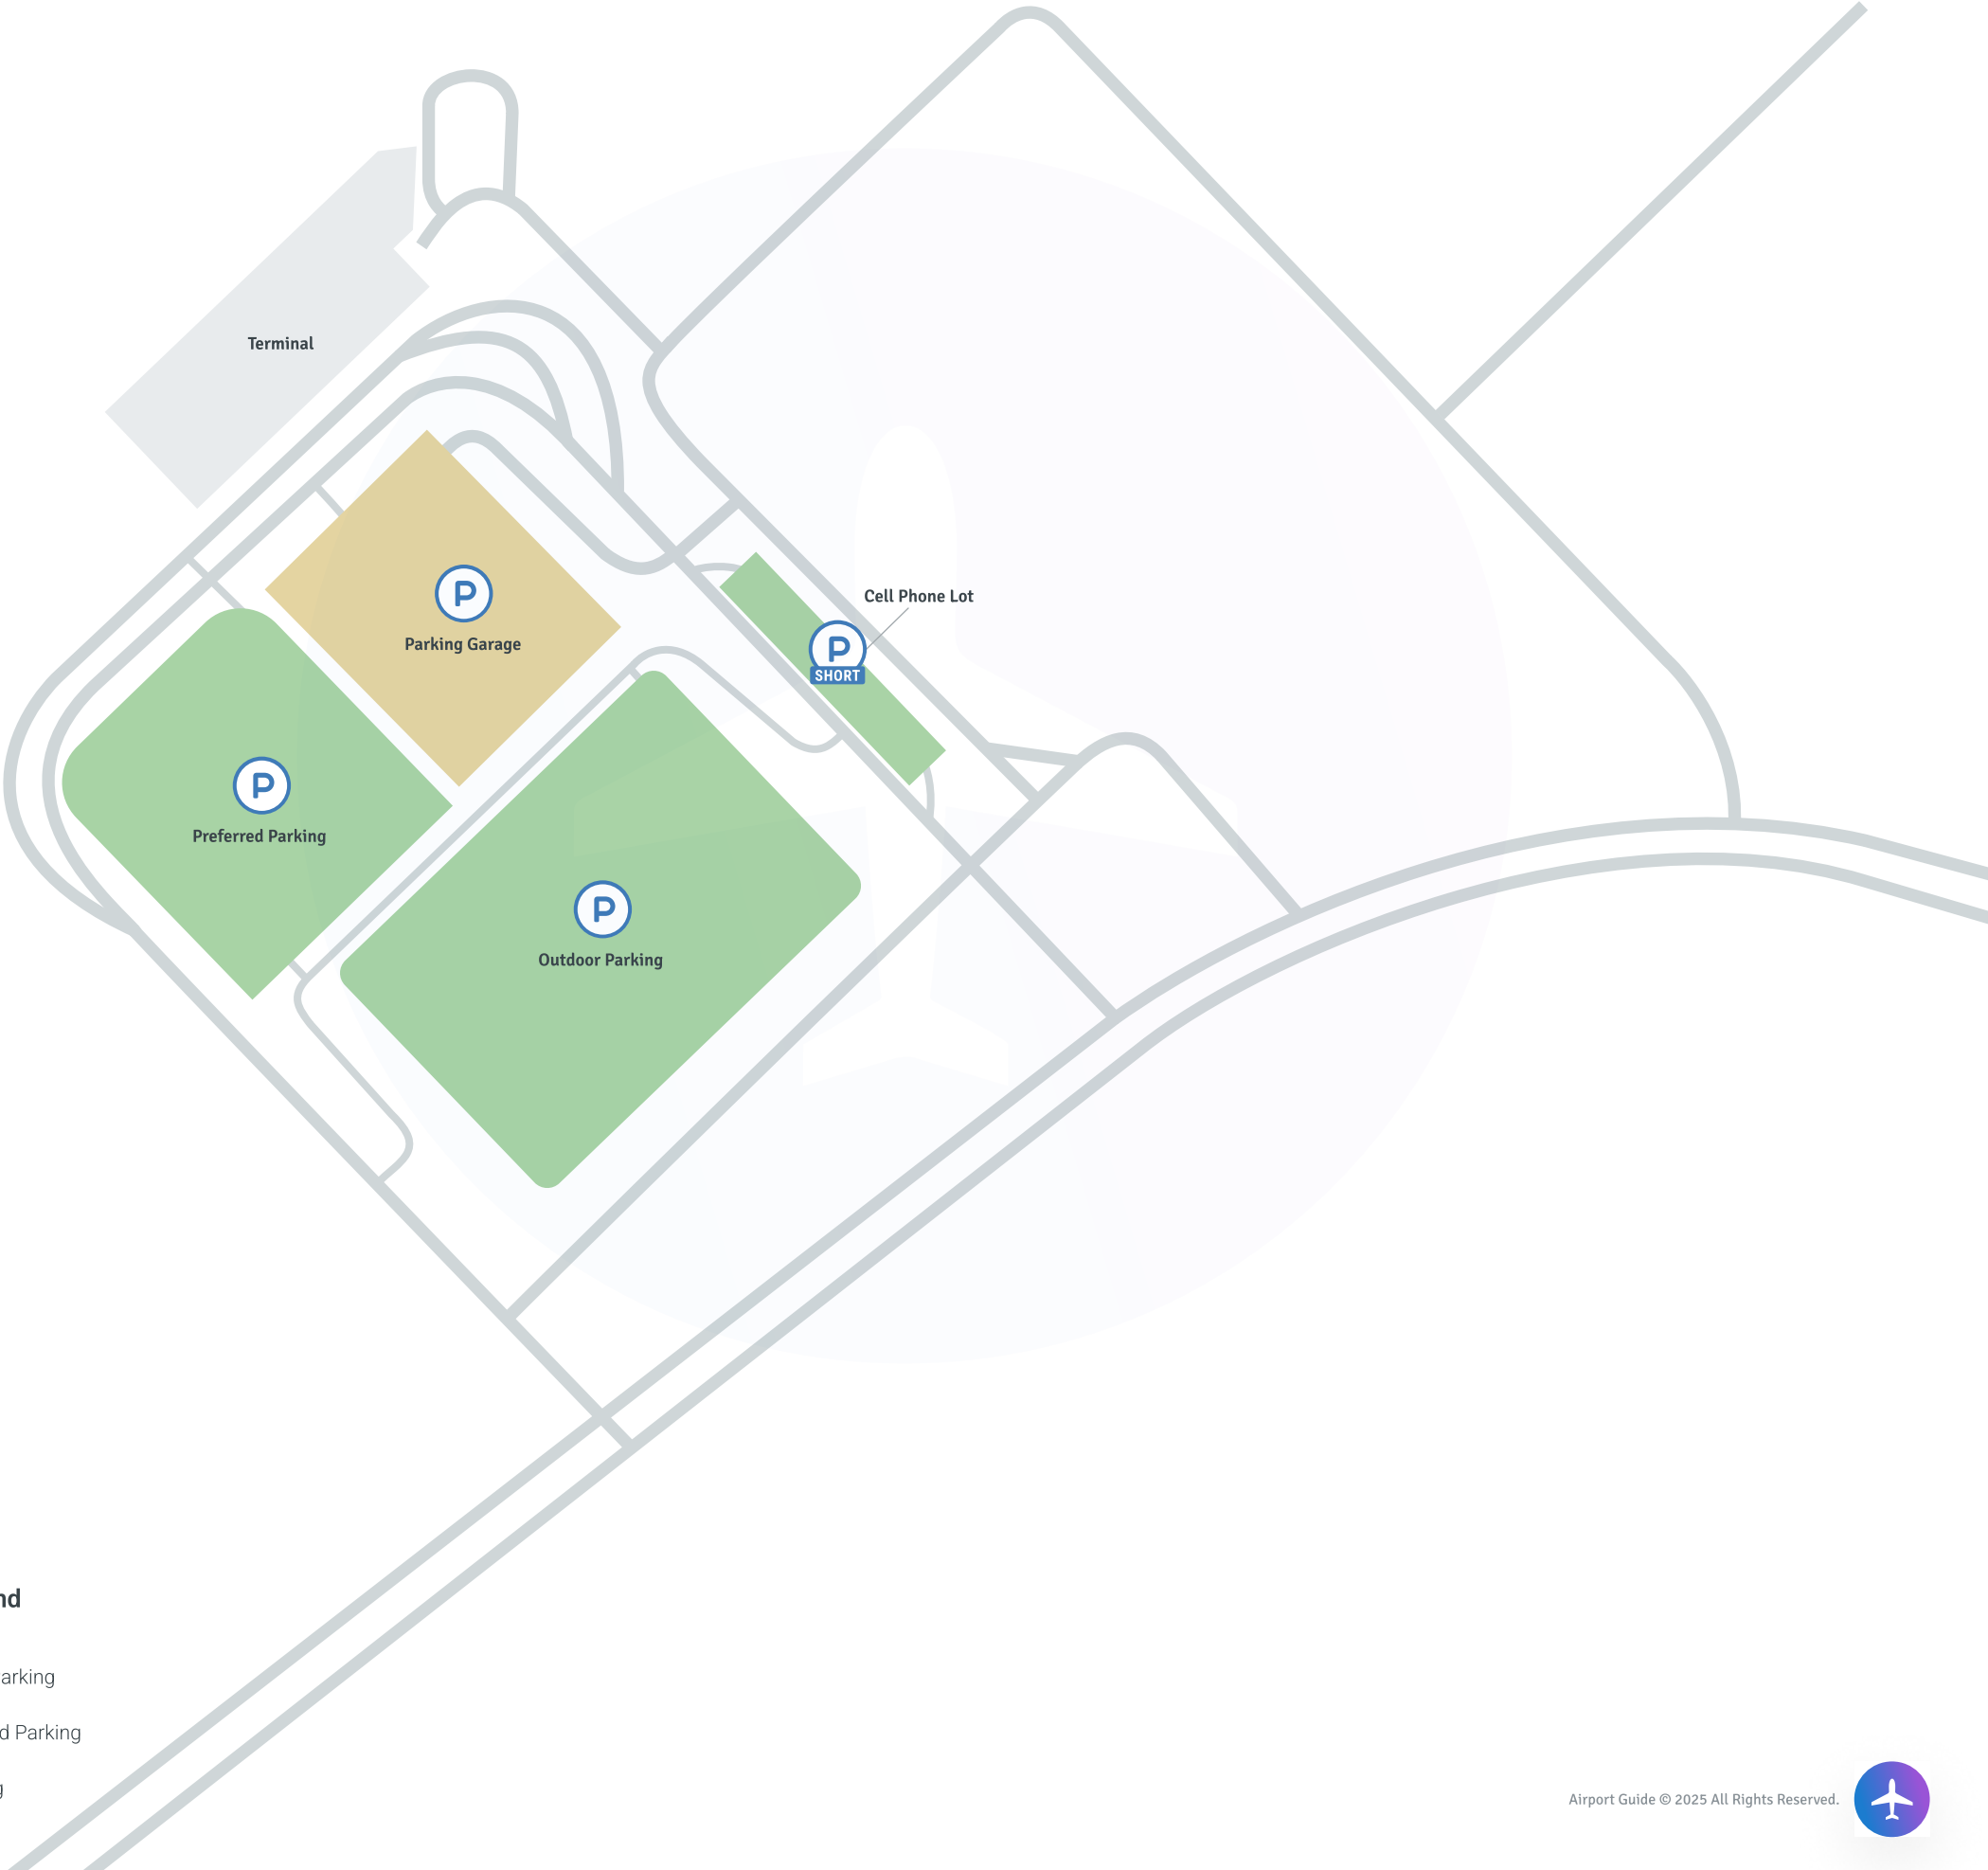 Terminal
Cell Phone Lot
P
Parking Garage
P
SHORT
P
Preferred Parking
P
Outdoor Parking
nd
arking
d Parking
g
Airport Guide © 2025 All Rights Reserved.